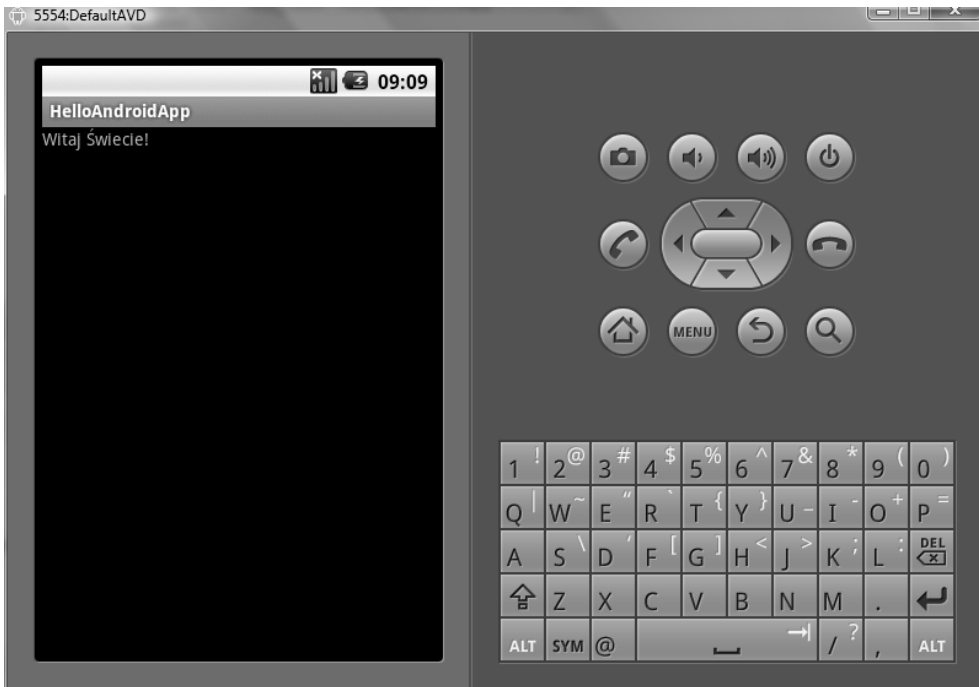 5554:DefaultAVD
09:09
HelloAndroidApp
Witaj Świecie!
MENU
1 ! 2 @ 3 # 4 $ 5 % 6 ^ 7 & 8 * 9 ( 0 )
Q | W ~ E " R ` T { Y } U _ I - O + P =
A S \ D ' F [ G ] H < J > K ; L : DEL
Z X C V B N M .
ALT SYM @ / ? , ALT